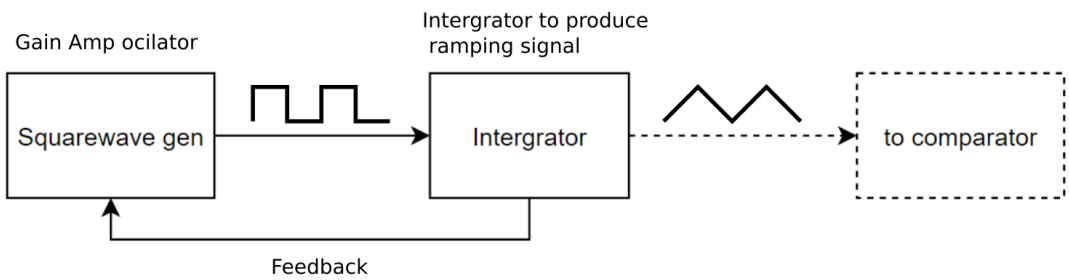 Gain Amp ocilator
Intergrator to produce
ramping signal
Squarewave gen
Intergrator
to comparator
Feedback